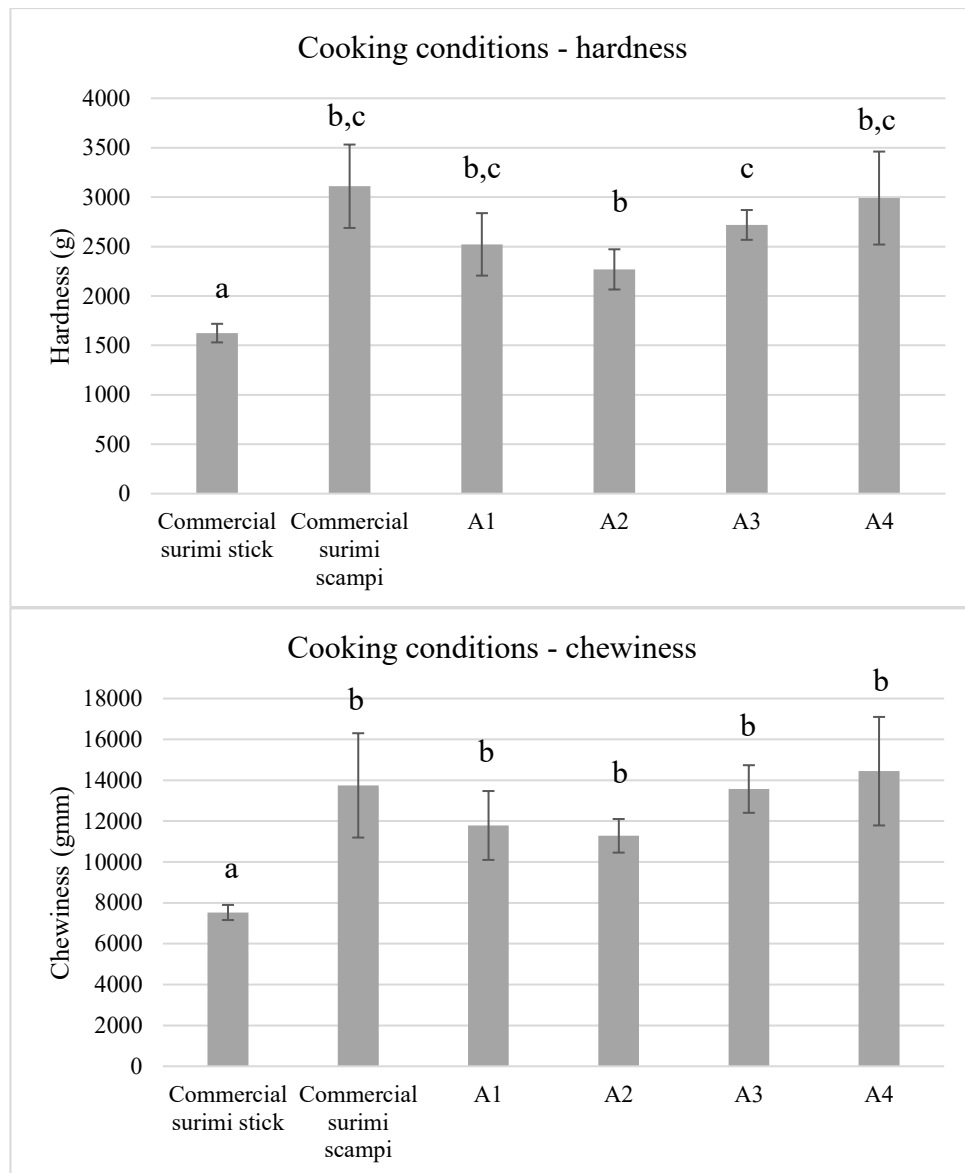 Cooking conditions - hardness
4000
3500
3000
2500
2000
1500
1000
500
0
Hardness (g)
a
b,c
b,c
b
c
b,c
Commercial
surimi stick
Commercial
surimi
scampi
A1
A2
A3
A4
Cooking conditions - chewiness
18000
16000
14000
12000
10000
8000
6000
4000
2000
0
Chewiness (gmm)
a
b
b
b
b
b
Commercial
surimi stick
Commercial
surimi
scampi
A1
A2
A3
A4